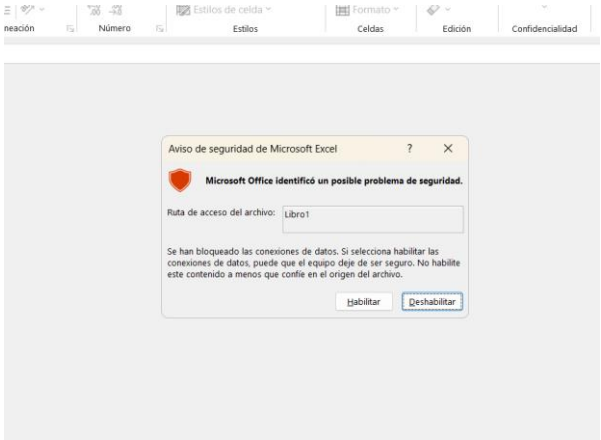 Estilos de celda
Formato
neación
Número
Estilos
Celdas
Edición
Confidencialidad
Aviso de seguridad de Microsoft Excel
?
Microsoft Office identificó un posible problema de seguridad.
Ruta de acceso del archivo: Libro1
Se han bloqueado las conexiones de datos. Si selecciona habilitar las
conexiones de datos, puede que el equipo deje de ser seguro. No habilite
este contenido a menos que confíe en el origen del archivo.
Habilitar
Deshabilitar